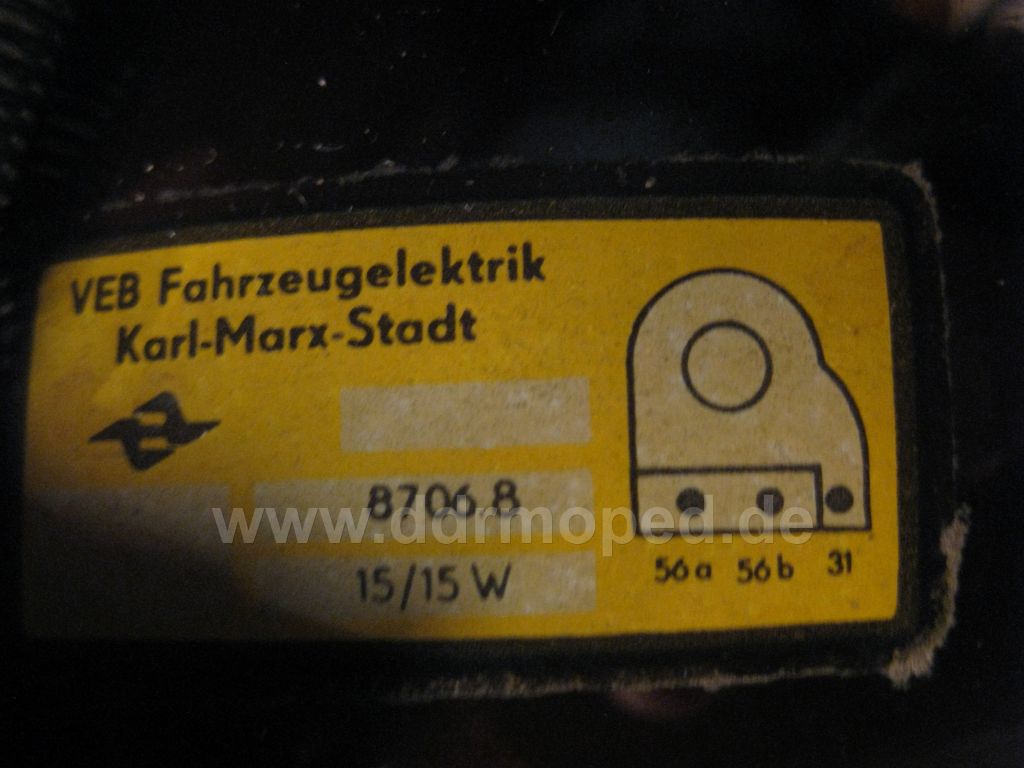 VEB Fahrzeugelektrik
Karl-Marx-Stadt
8706.8
www.ddrmoped.de
15/15 W
56a 56b 31